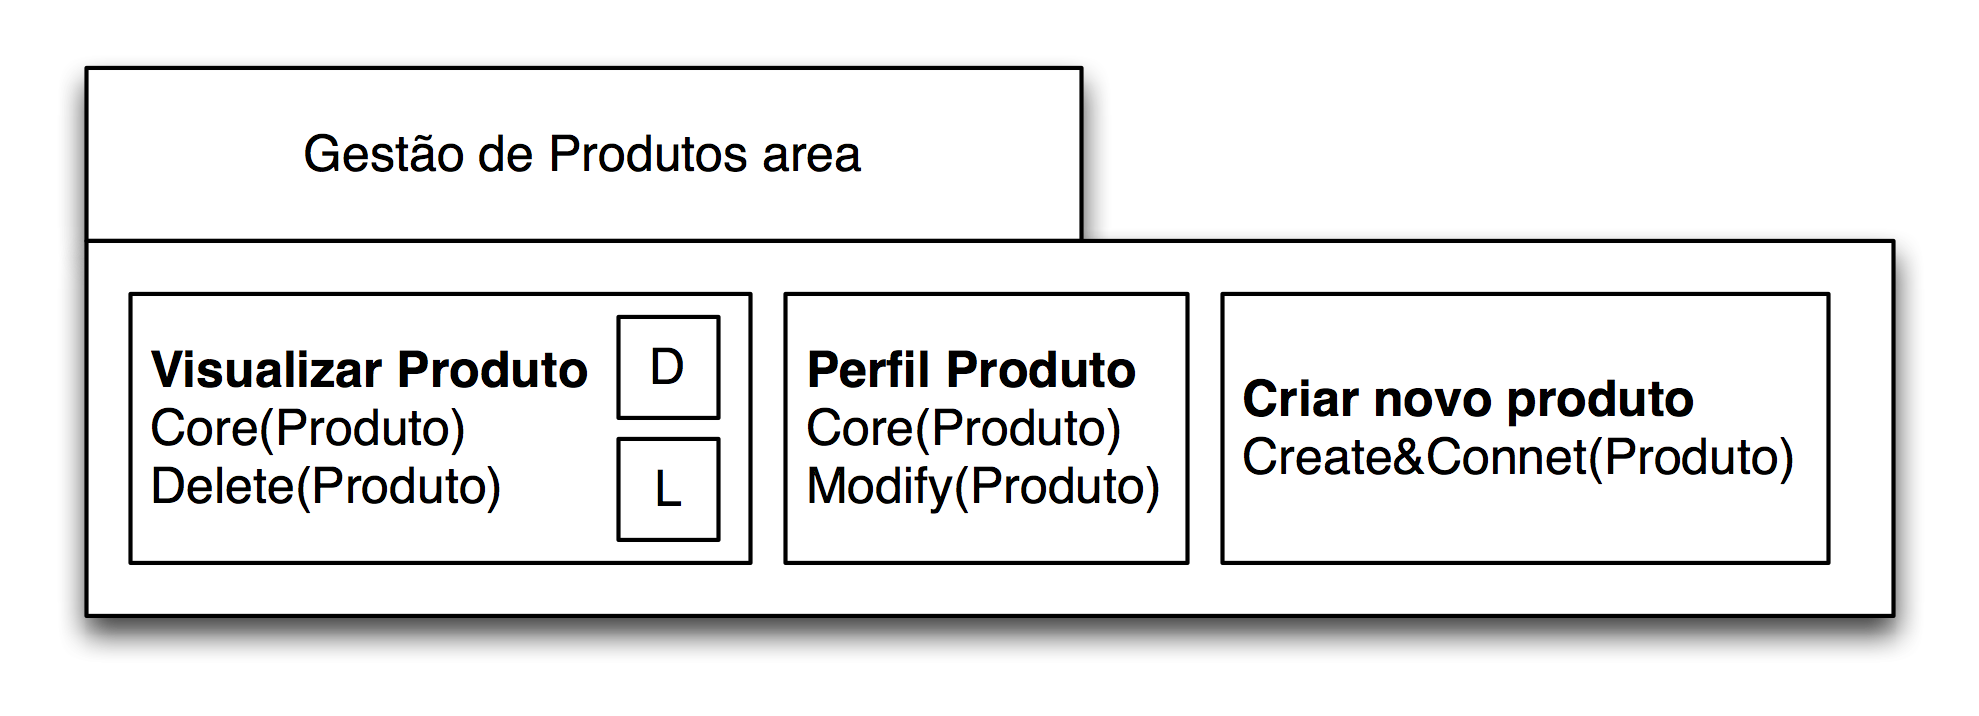 Gestão de Produtos area
Visualizar Produto
Core(Produto)
Delete(Produto)
D
L
Perfil Produto
Core(Produto)
Modify(Produto)
Criar novo produto
Create&Connet(Produto)